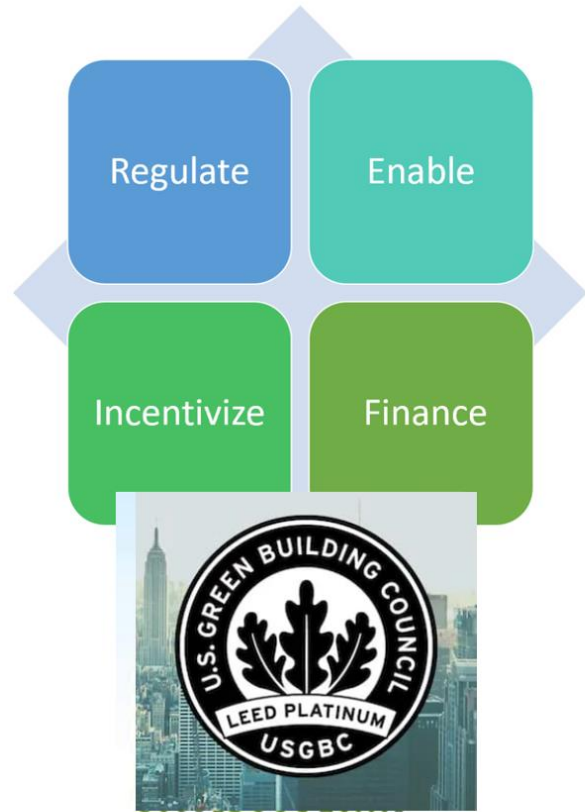 Regulate
Enable
Incentivize
Finance
U.S. GREEN BUILDING COUNCIL
LEED PLATINUM
USGBC